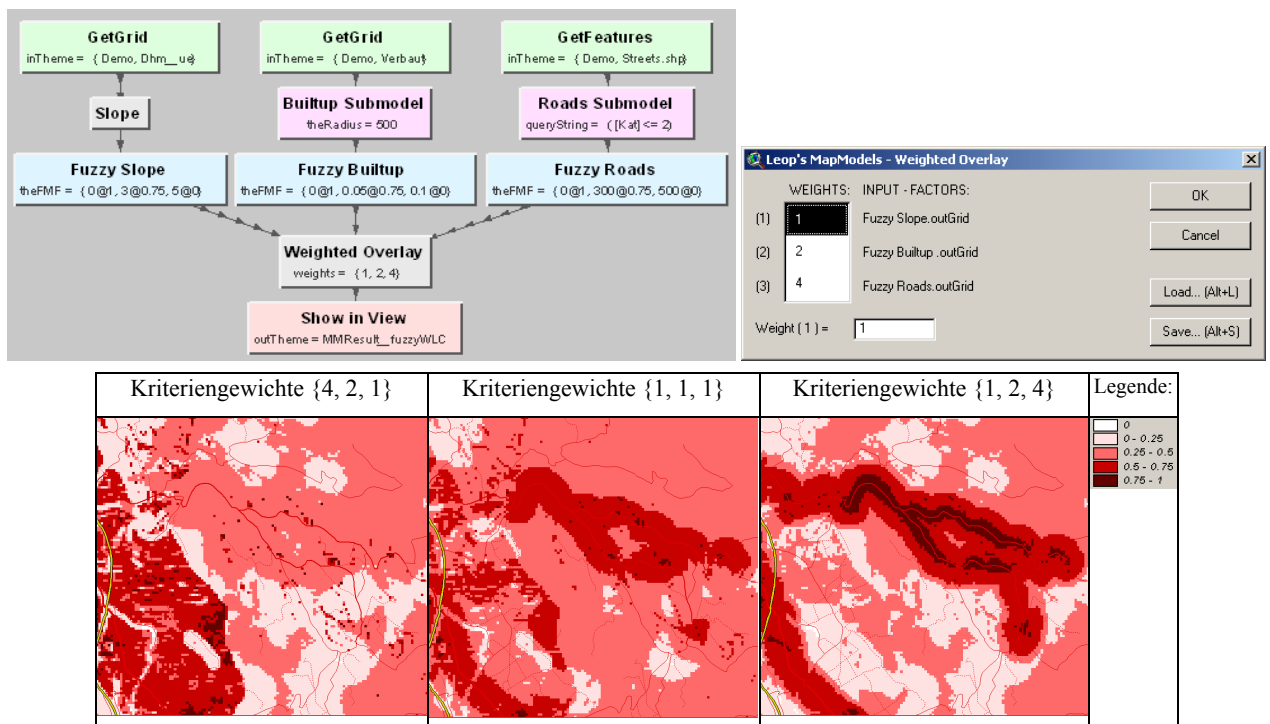 GetGrid
inTheme = { Demo, Dhm__ue}
GetGrid
inTheme = { Demo, Verbaut}
GetFeatures
inTheme = { Demo, Streets.shp}
Slope
Builtup Submodel
theRadius = 500
Roads Submodel
queryString = ([Kat] <= 2)
Fuzzy Slope
theFMF = { 0@1, 3@0.75, 5@0}
Fuzzy Builtup
theFMF = { 0@1, 0.05@0.75, 0.1@0}
Fuzzy Roads
theFMF = { 0@1, 300@0.75, 500@0}
Weighted Overlay
weights = {1, 2, 4}
Show in View
outTheme = MMResult__fuzzyWLC
Leop's MapModels - Weighted Overlay
WEIGHTS: INPUT - FACTORS:
(1) 1 Fuzzy Slope.outGrid
(2) 2 Fuzzy Builtup .outGrid
(3) 4 Fuzzy Roads.outGrid
Weight ( 1 ) = 1
OK
Cancel
Load... (Alt+L)
Save... (Alt+S)
Kriteriengewichte {4, 2, 1}
Kriteriengewichte {1, 1, 1}
Kriteriengewichte {1, 2, 4}
Legende:
0
0 - 0.25
0.25 - 0.5
0.5 - 0.75
0.75 - 1